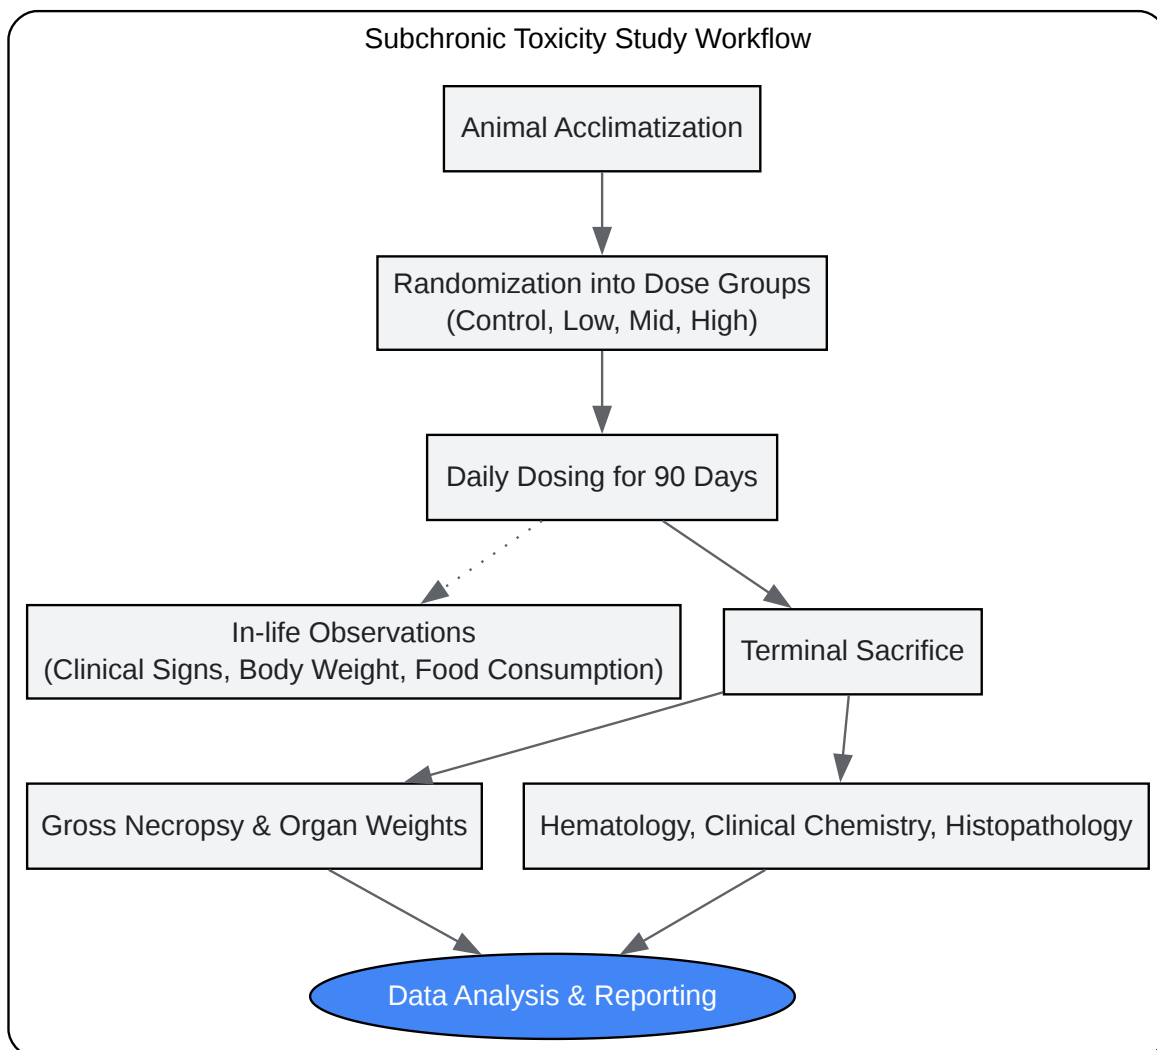 Subchronic Toxicity Study Workflow
Animal Acclimatization
Randomization into Dose Groups
(Control, Low, Mid, High)
Daily Dosing for 90 Days
In-life Observations
(Clinical Signs, Body Weight, Food Consumption)
Terminal Sacrifice
Gross Necropsy & Organ Weights
Hematology, Clinical Chemistry, Histopathology
Data Analysis & Reporting